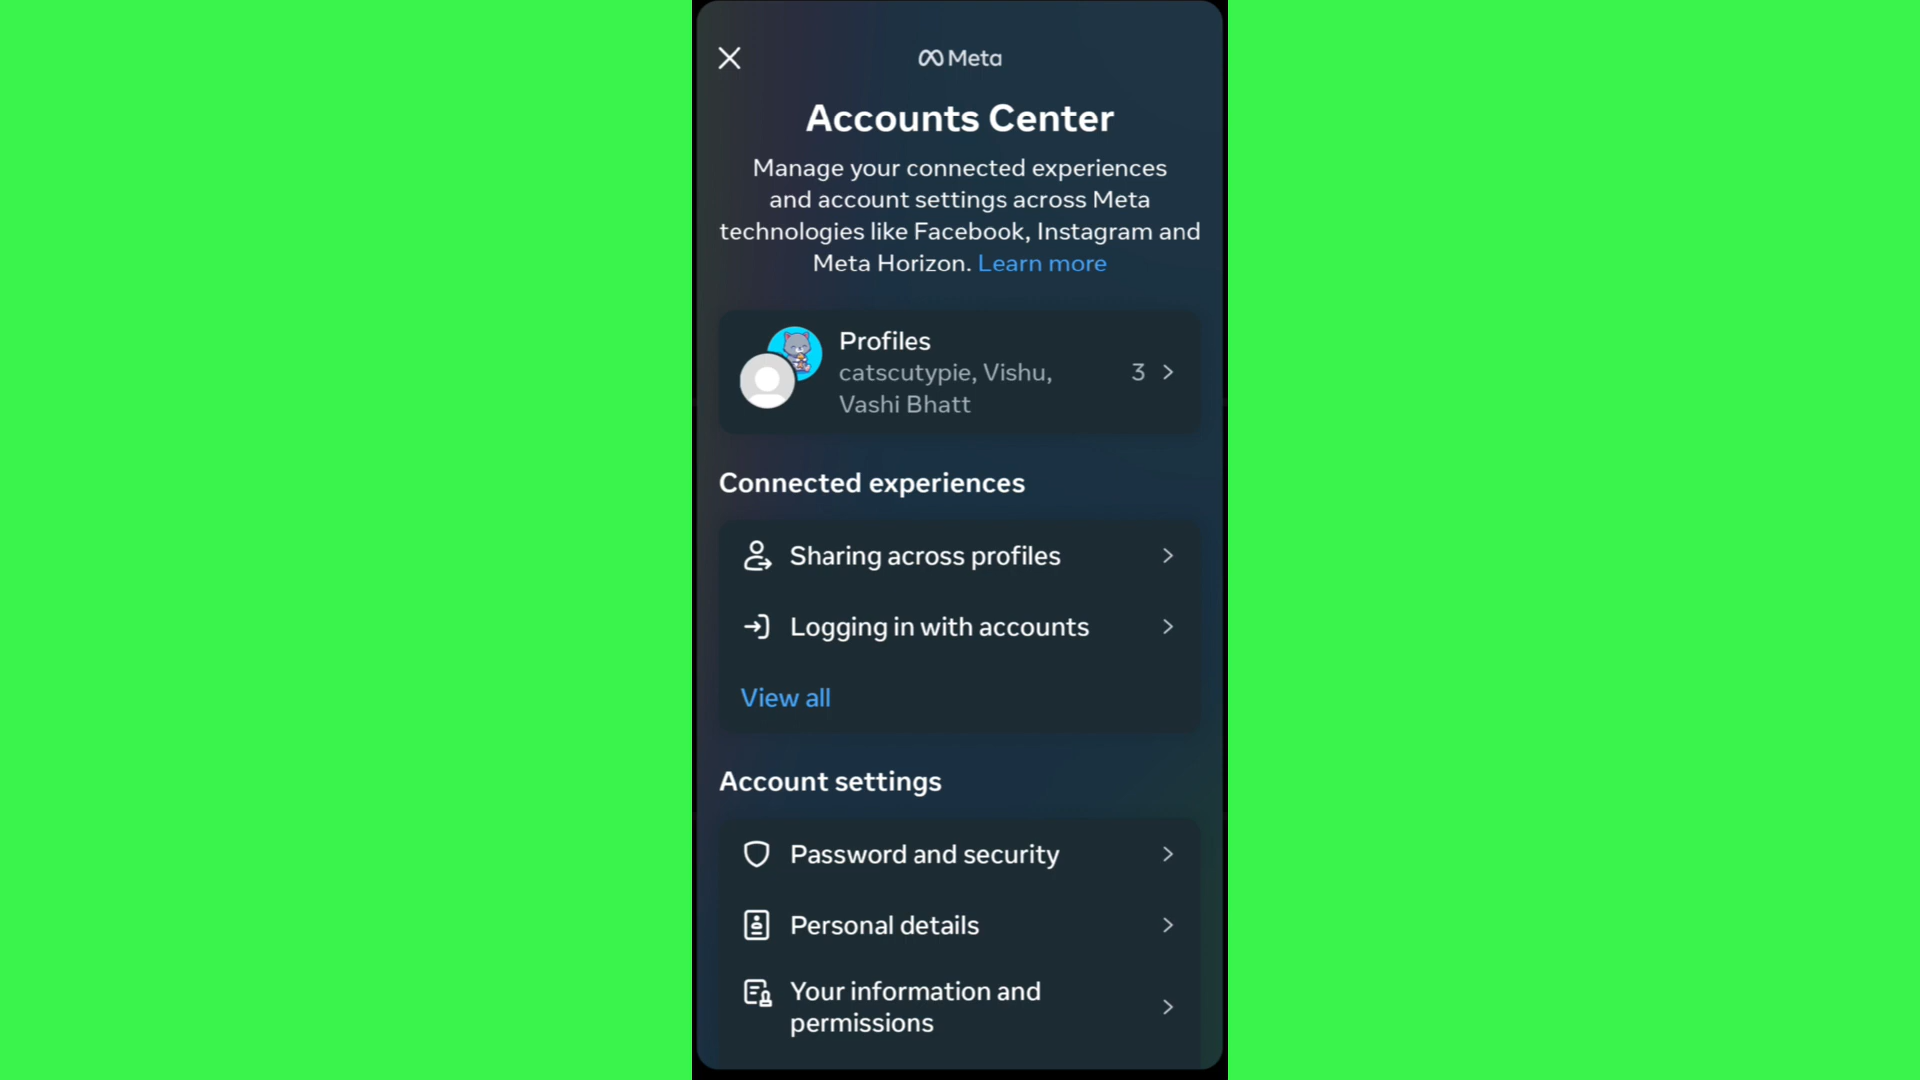 Meta
Accounts Center
Manage your connected experiences
and account settings across Meta
technologies like Facebook, Instagram and
Meta Horizon. Learn more
Profiles
catscutypie, Vishu,
Vashi Bhatt
3
Connected experiences
Sharing across profiles
Logging in with accounts
View all
Account settings
Password and security
Personal details
Your information and
permissions